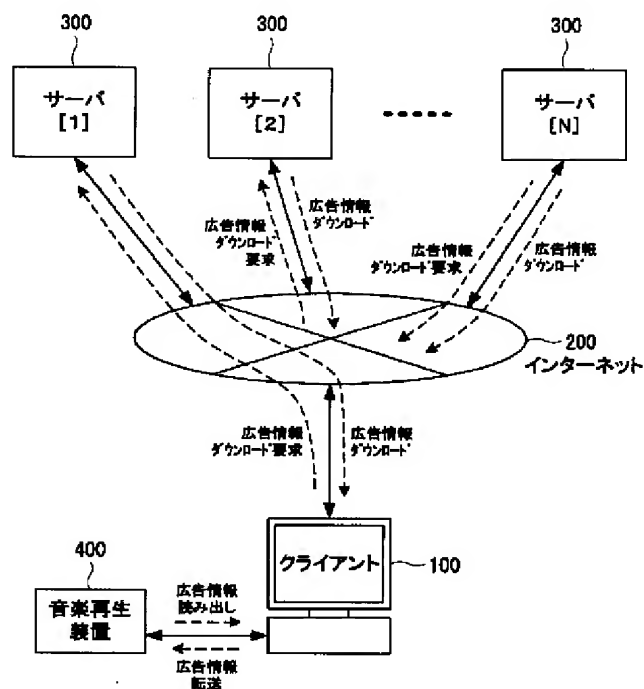 300
300
300
サーバ
[1]
サーバ
[2]
サーバ
[N]
広告情報
ダウンロード
要求
広告情報
ダウンロード
広告情報
ダウンロード要求
広告情報
ダウンロード
200
インターネット
広告情報
ダウンロード要求
広告情報
ダウンロード
クライアント
100
400
音楽再生
装置
広告情報
読み出し
広告情報
転送